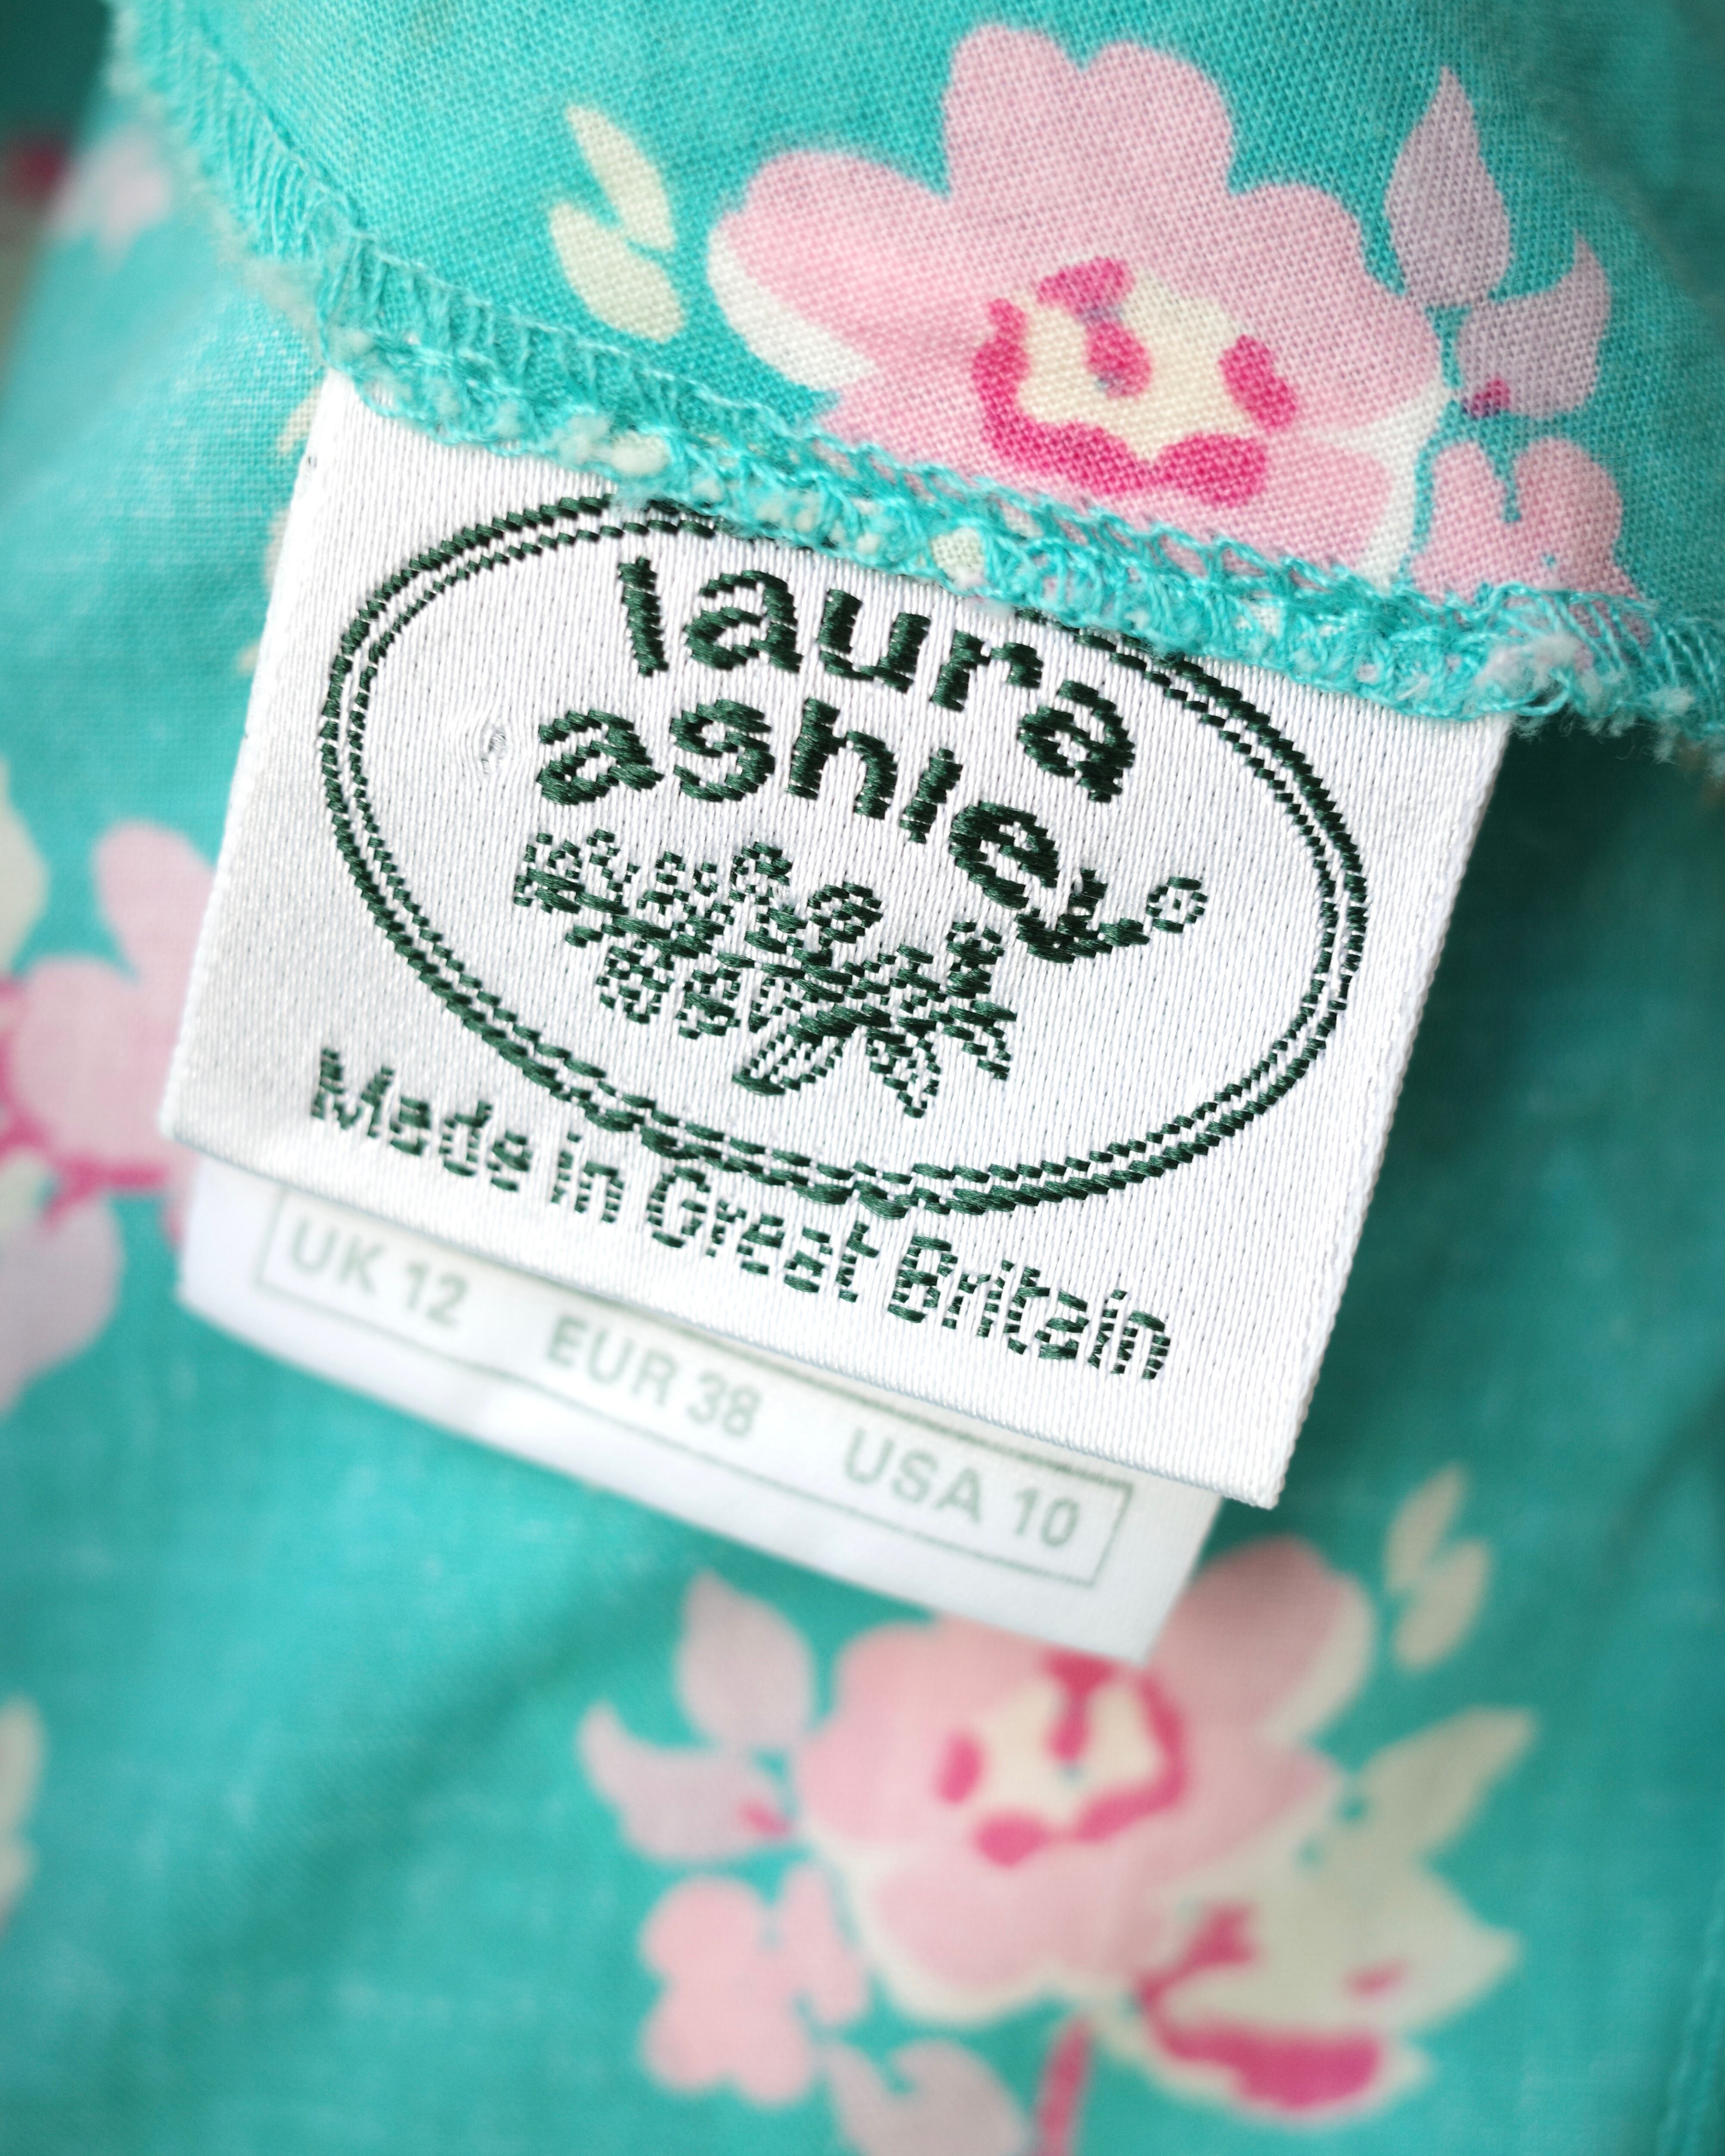 laura
ashley®
Made in Great Britain
UK 12 EUR 38 USA 10